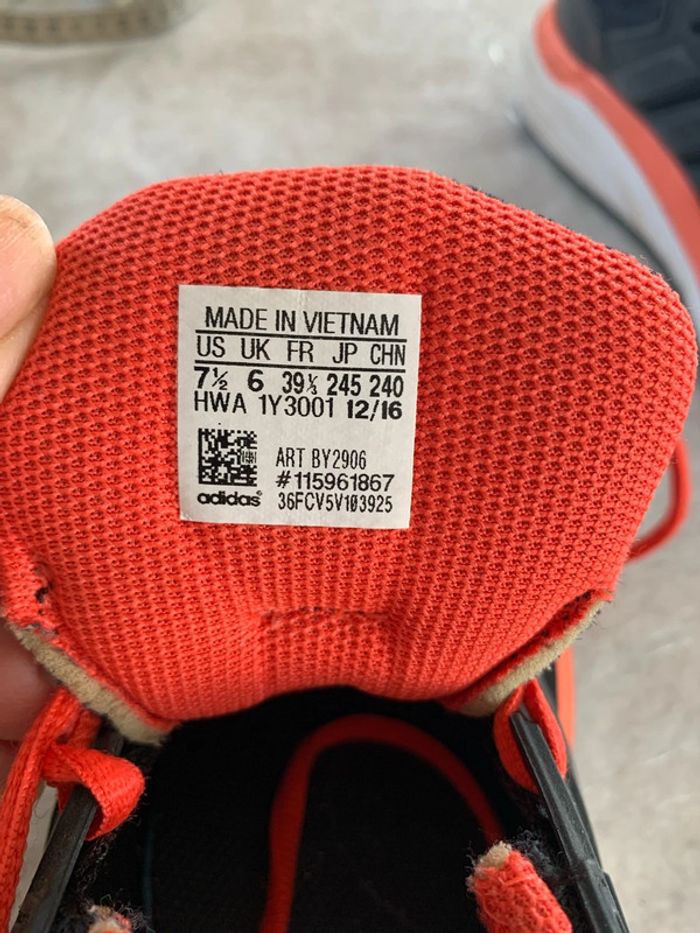 MADE IN VIETNAM
US UK FR JP CHN
7½ 6 39⅓ 245 240
HWA 1Y3001 12/16
ART BY2906
#115961867
adidas 36FCV5V103925